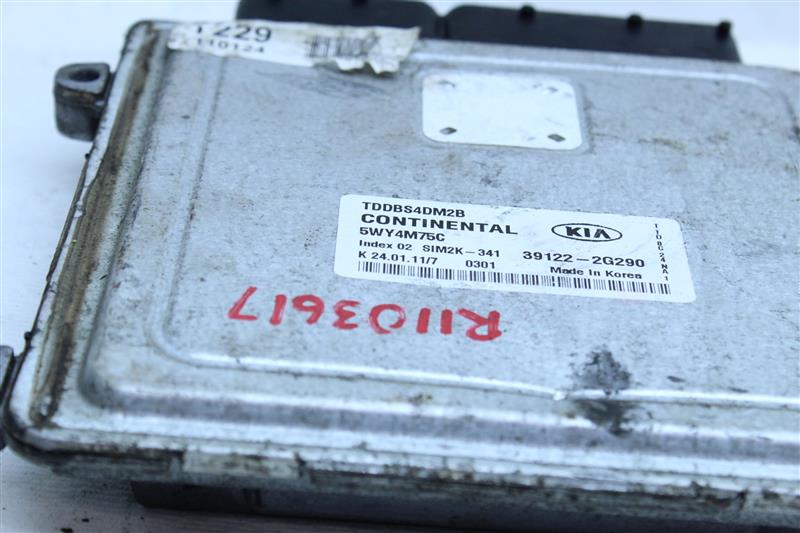 1229
110124
TDDBS4DM2B
CONTINENTAL
5WY4M75C
Index 02 SIM2K-341
K 24.01.11/7 0301
KIA
39122-2G290
Made In Korea
R1103617